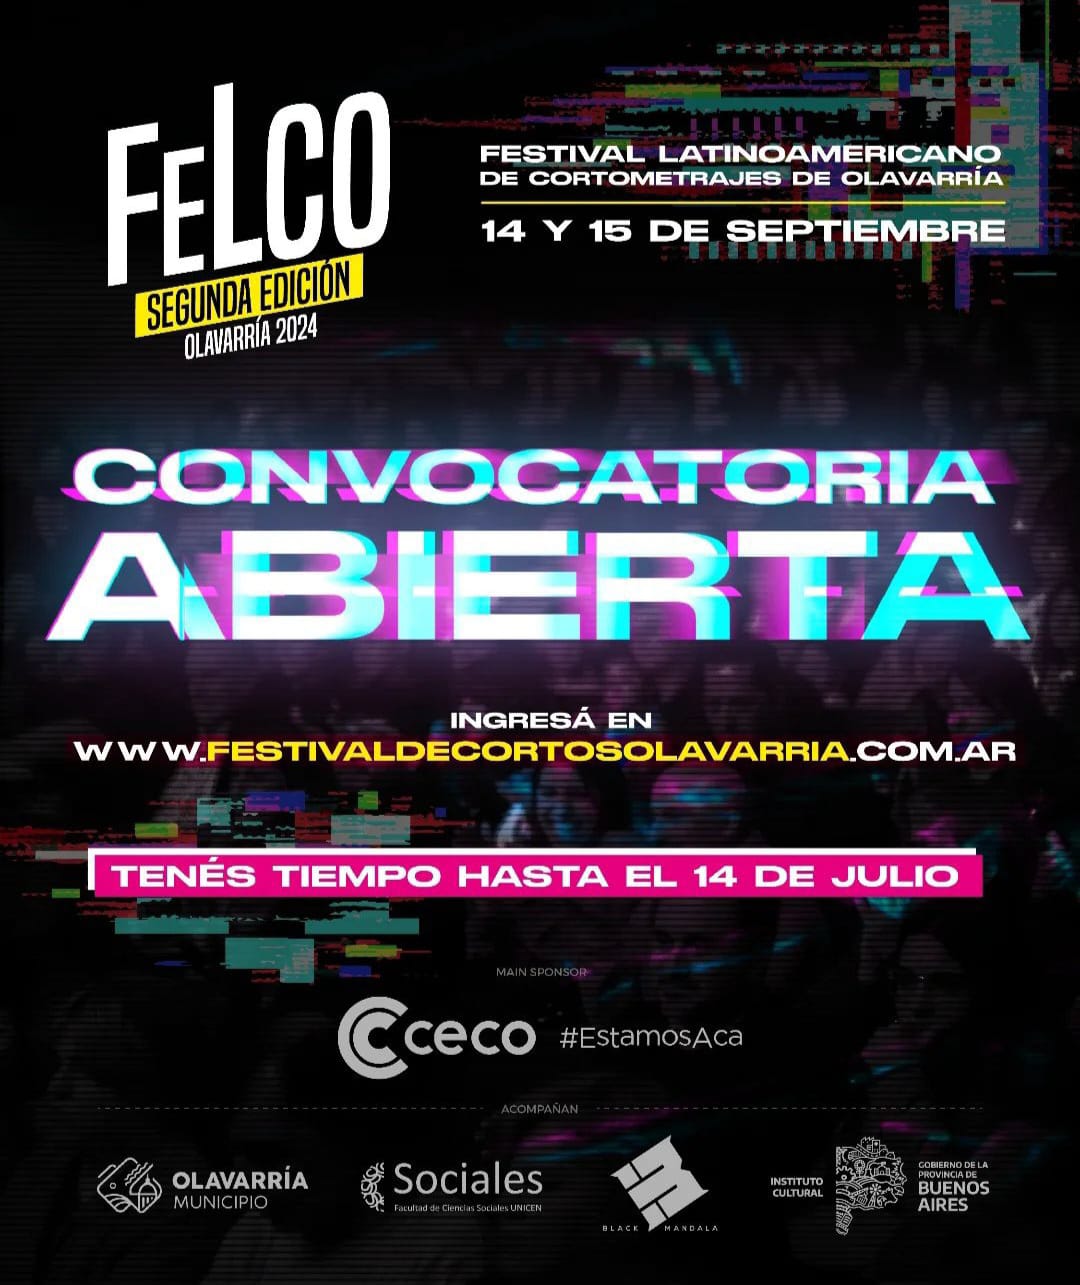 FELCO
SEGUNDA EDICIÓN
OLAVARRÍA 2024
FESTIVAL LATINOAMERICANO
DE CORTOMETRAJES DE OLAVARRÍA
14 Y 15 DE SEPTIEMBRE
CONVOCATORIA
ABIERTA
INGRESÁ EN
WWW.FESTIVALDECORTOSOLAVARRIA.COM.AR
TENÉS TIEMPO HASTA EL 14 DE JULIO
MAIN SPONSOR
ceco #EstamosAca
ACOMPAÑAN
OLAVARRÍA
MUNICIPIO
Sociales
Facultad de Ciencias Sociales UNICEN
BLACK MANDALA
INSTITUTO
CULTURAL
GOBIERNO DE LA
PROVINCIA DE
BUENOS
AIRES